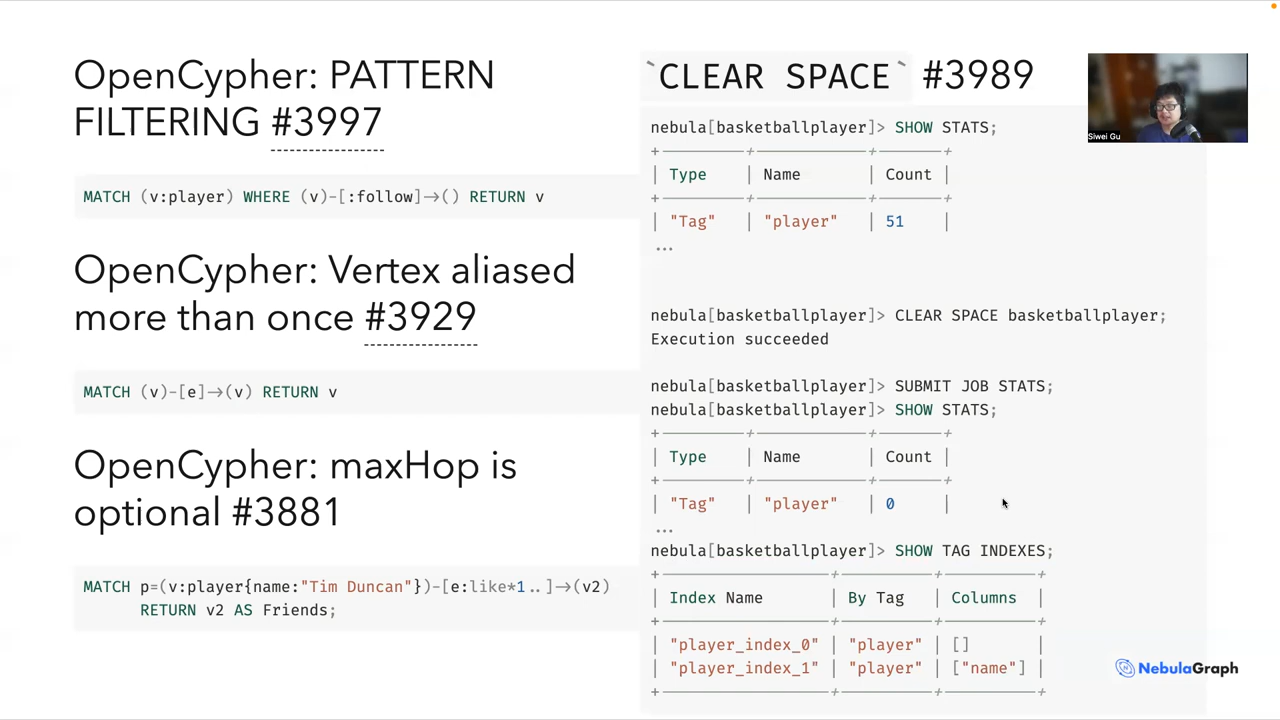 OpenCypher: PATTERN
FILTERING #3997
MATCH (v:player) WHERE (v)-[:follow]->() RETURN v
OpenCypher: Vertex aliased
more than once #3929
MATCH (v)-[e]->(v) RETURN v
OpenCypher: maxHop is
optional #3881
MATCH p=(v:player{name:"Tim Duncan"})-[e:like*1..]->(v2)
RETURN v2 AS Friends;
`CLEAR SPACE` #3989
nebula[basketballplayer]> SHOW STATS;
| Type | Name | Count |
| "Tag" | "player" | 51 |
...
nebula[basketballplayer]> CLEAR SPACE basketballplayer;
Execution succeeded
nebula[basketballplayer]> SUBMIT JOB STATS;
nebula[basketballplayer]> SHOW STATS;
| Type | Name | Count |
| "Tag" | "player" | 0 |
...
nebula[basketballplayer]> SHOW TAG INDEXES;
| Index Name | By Tag | Columns |
| "player_index_0" | "player" | [] |
| "player_index_1" | "player" | ["name"] |
Siwei Gu
NebulaGraph